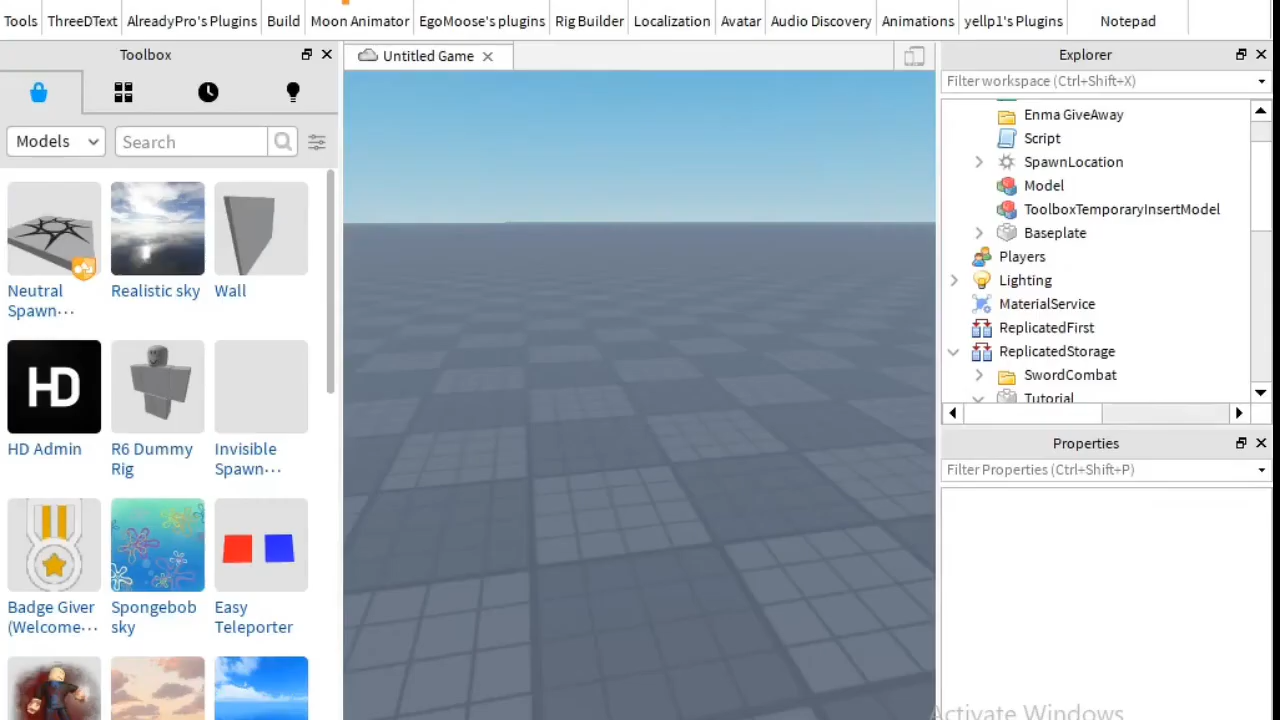 Tools ThreeDText AlreadyPro's Plugins Build Moon Animator EgoMoose's plugins Rig Builder Localization Avatar Audio Discovery Animations yellp1's Plugins Notepad
Toolbox
Models
Search
Neutral
Spawn···
Realistic sky
Wall
HD
HD Admin
R6 Dummy
Rig
Invisible
Spawn···
Badge Giver
(Welcome···
Spongebob
sky
Easy
Teleporter
Untitled Game
Explorer
Filter workspace (Ctrl+Shift+X)
Enma GiveAway
Script
SpawnLocation
Model
ToolboxTemporaryInsertModel
Baseplate
Players
Lighting
MaterialService
ReplicatedFirst
ReplicatedStorage
SwordCombat
Tutorial
Properties
Filter Properties (Ctrl+Shift+P)
Activate Windows